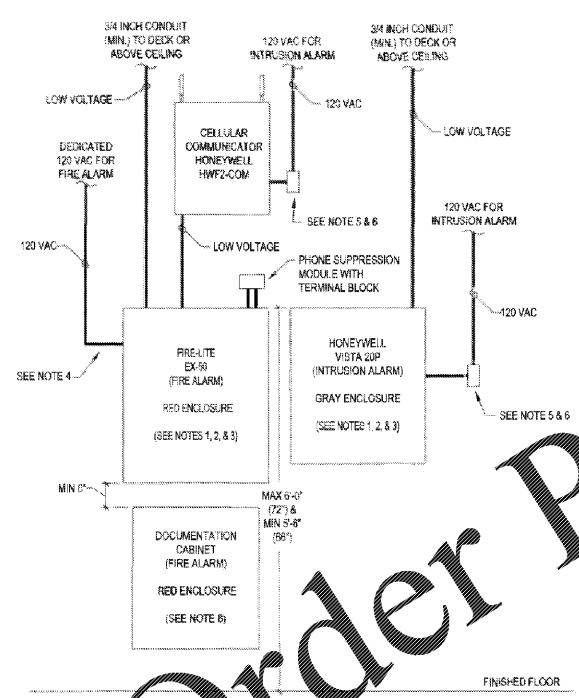 3/4 INCH CONDUIT
(MIN.) TO DECK OR
ABOVE CEILING
120 VAC FOR
INTRUSION ALARM
3/4 INCH CONDUIT
(MIN.) TO DECK OR
ABOVE CEILING
LOW VOLTAGE
120 VAC
CELLULAR
COMMUNICATOR
HONEYWELL
HWF2-COM
LOW VOLTAGE
DEDICATED
120 VAC FOR
FIRE ALARM
120 VAC FOR
INTRUSION ALARM
SEE NOTE 5 & 6
120 VAC
LOW VOLTAGE
PHONE SUPPRESSION
MODULE WITH
TERMINAL BLOCK
120 VAC
FIRE-LITE
EX-50
(FIRE ALARM)
RED ENCLOSURE
(SEE NOTES 1, 2, & 3)
HONEYWELL
VISTA 20P
(INTRUSION ALARM)
GRAY ENCLOSURE
(SEE NOTES 1, 2, & 3)
SEE NOTE 4
SEE NOTE 5 & 6
MIN 6"
MAX 6'-0"
(72") &
MIN 5'-6"
(66")
DOCUMENTATION
CABINET
(FIRE ALARM)
RED ENCLOSURE
(SEE NOTE 8)
FINISHED FLOOR
Order P